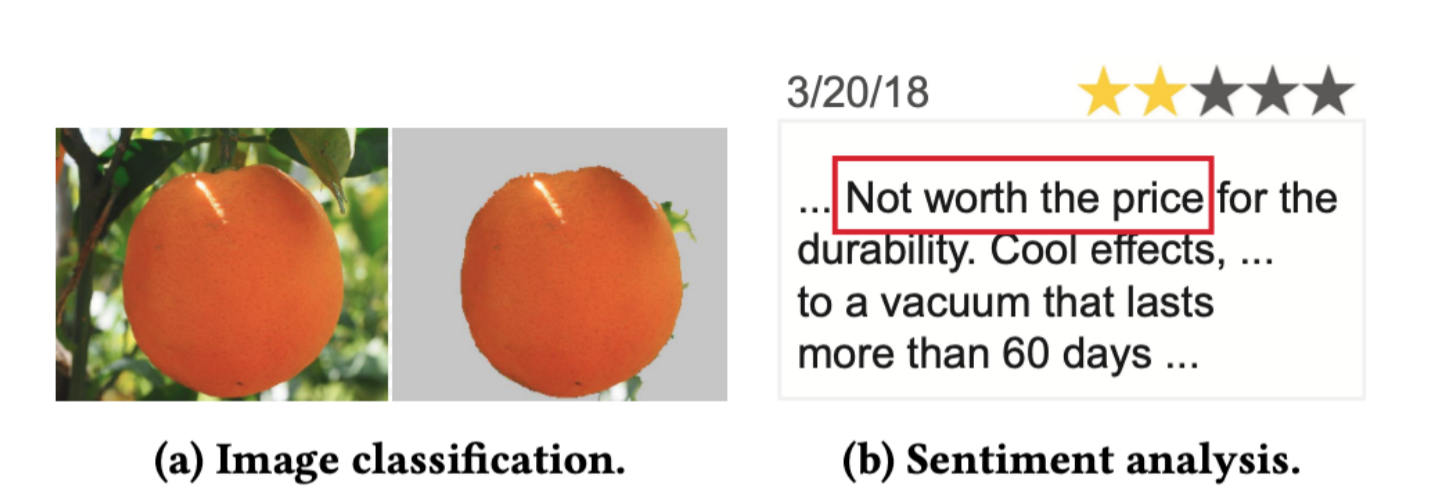 3/20/18
... Not worth the price for the
durability. Cool effects, ...
to a vacuum that lasts
more than 60 days ...
(a) Image classification.
(b) Sentiment analysis.